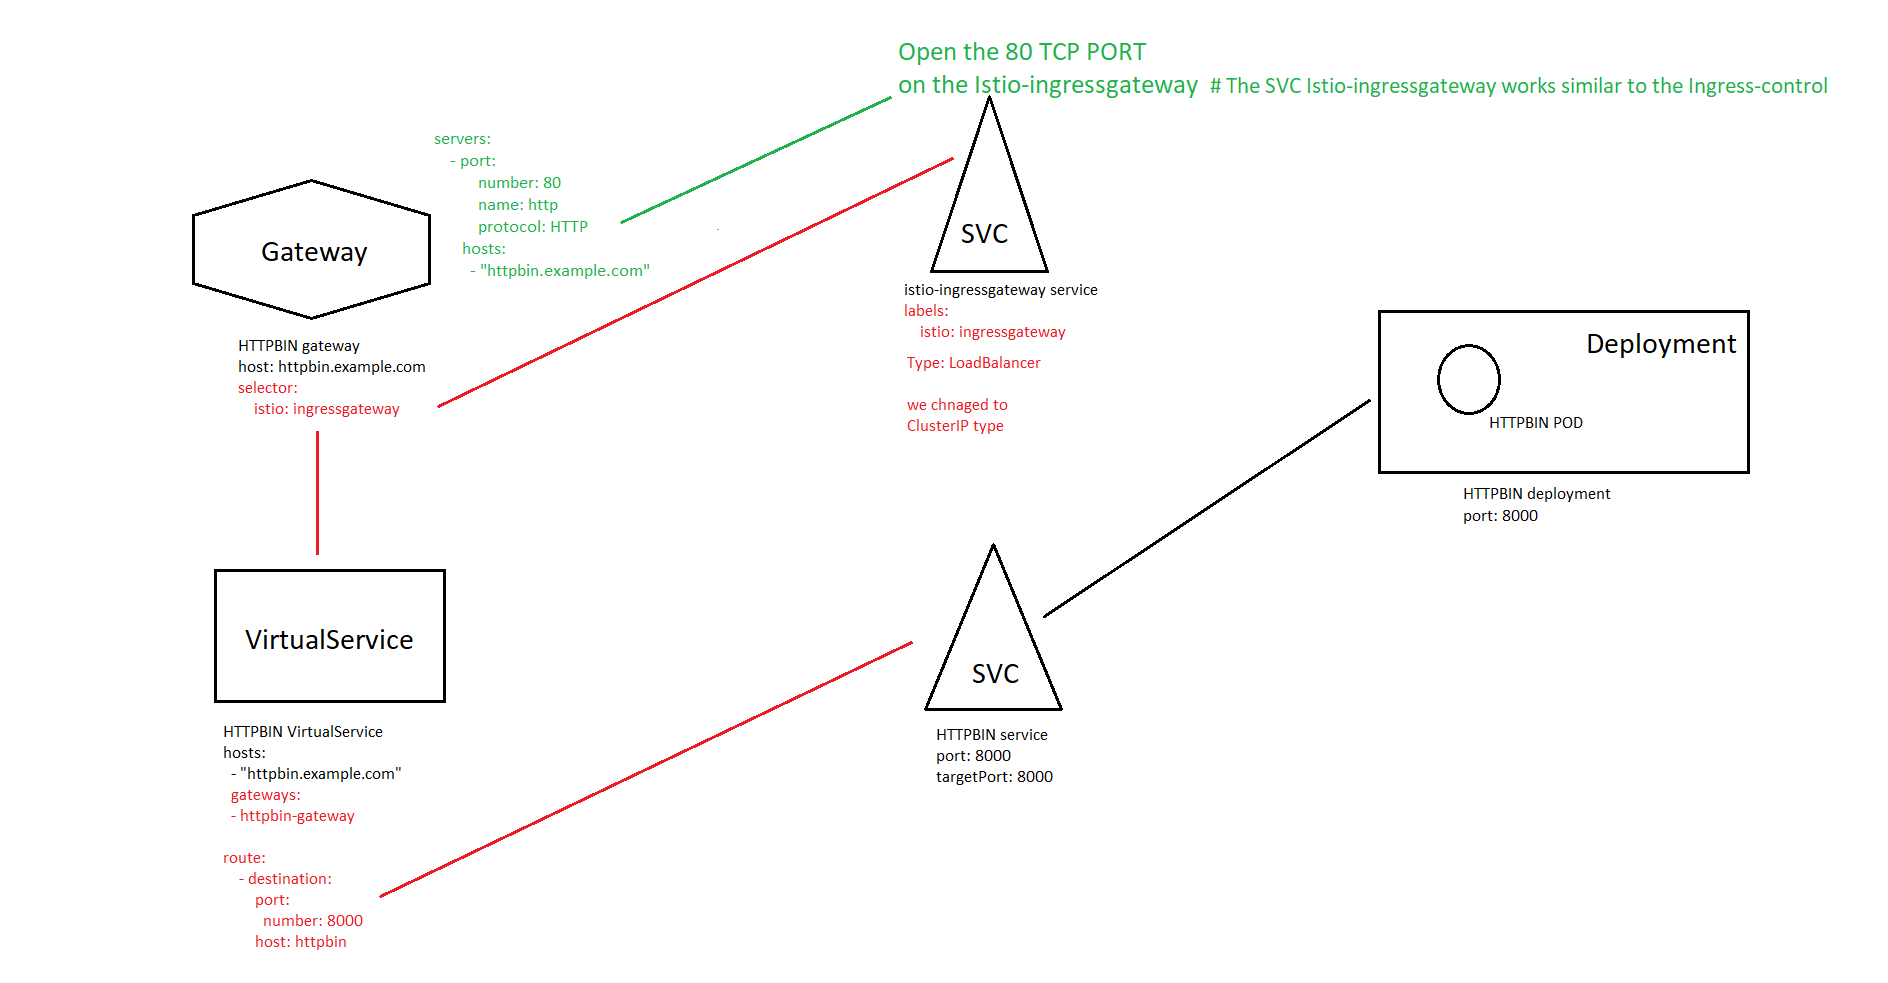 Open the 80 TCP PORT
on the Istio-ingressgateway # The SVC Istio-ingressgateway works similar to the Ingress-control
servers:
- port:
number: 80
name: http
protocol: HTTP
hosts:
- "httpbin.example.com"
Gateway
HTTPBIN gateway
host: httpbin.example.com
selector:
istio: ingressgateway
SVC
istio-ingressgateway service
labels:
istio: ingressgateway
Type: LoadBalancer
we chnaged to
ClusterIP type
Deployment
HTTPBIN POD
HTTPBIN deployment
port: 8000
VirtualService
HTTPBIN VirtualService
hosts:
- "httpbin.example.com"
gateways:
- httpbin-gateway
route:
- destination:
port:
number: 8000
host: httpbin
SVC
HTTPBIN service
port: 8000
targetPort: 8000